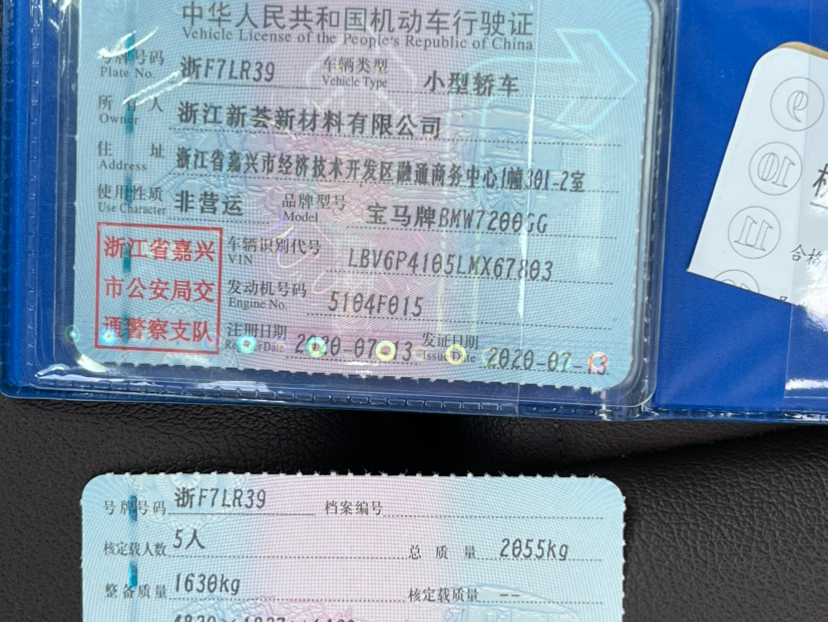 中华人民共和国机动车行驶证
Vehicle License of the People's Republic of China
号牌号码 浙F7LR39 车辆类型 小型轿车
Plate No. Vehicle Type
所有人 浙江新荟新材料有限公司
Owner
住 址 浙江省嘉兴市经济技术开发区融通商务中心1幢301-2室
Address
使用性质 非营运 品牌型号 宝马牌BMW7200GG
Use Character Model
浙江省嘉兴 车辆识别代号 LBV6P4105LMX67803
VIN
市公安局交 发动机号码 5104F015
Engine No.
通警察支队 注册日期 2020-07-13 发证日期 2020-07-13
Register Date Issue Date
⑨
⑩
⑪
合格
号牌号码 浙F7LR39 档案编号
核定载人数 5人 总质量 2055kg
整备质量 1630kg 核定载质量 --